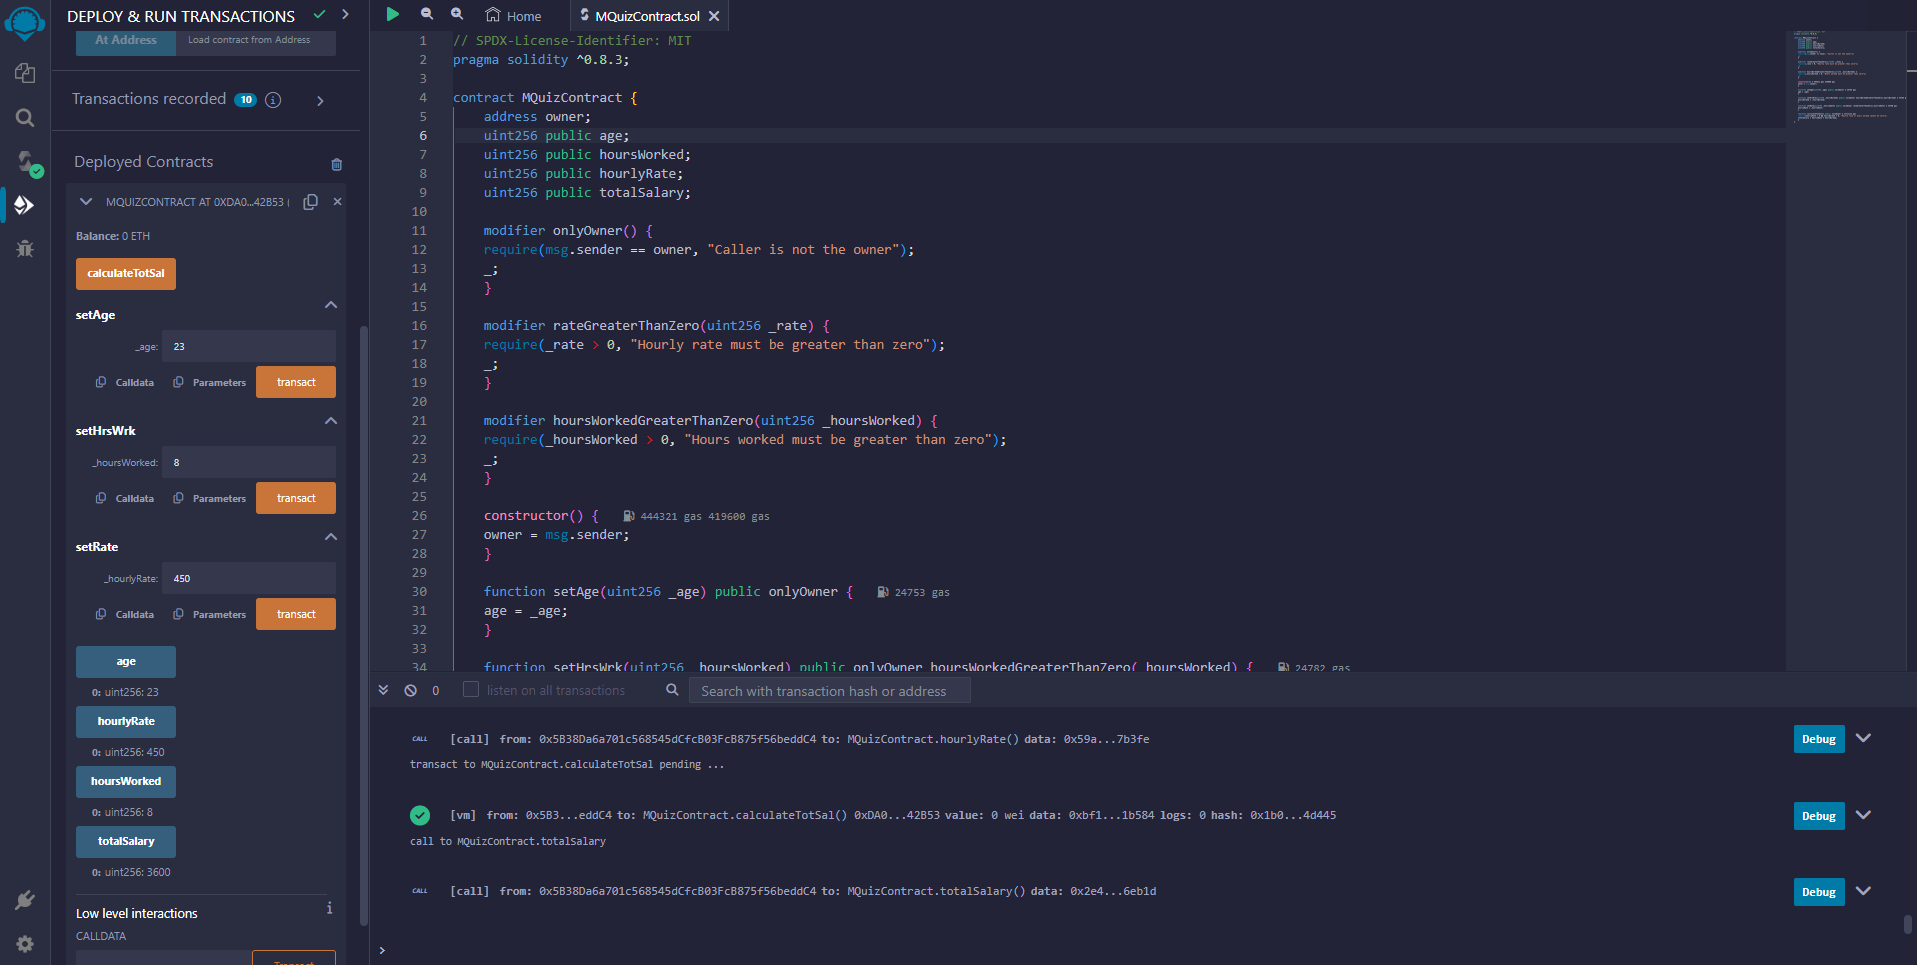 DEPLOY & RUN TRANSACTIONS
At Address Load contract from Address
Transactions recorded 10 i
Deployed Contracts
MQUIZCONTRACT AT 0XDA0...42B53 (
Balance: 0 ETH
calculateTotSal
setAge
_age: 23
Calldata Parameters transact
setHrsWrk
_hoursWorked: 8
Calldata Parameters transact
setRate
_hourlyRate: 450
Calldata Parameters transact
age
0: uint256: 23
hourlyRate
0: uint256: 450
hoursWorked
0: uint256: 8
totalSalary
0: uint256: 3600
Low level interactions i
CALLDATA
Transact
Home MQuizContract.sol
1 // SPDX-License-Identifier: MIT
2 pragma solidity ^0.8.3;
3
4 contract MQuizContract {
5 address owner;
6 uint256 public age;
7 uint256 public hoursWorked;
8 uint256 public hourlyRate;
9 uint256 public totalSalary;
10
11 modifier onlyOwner() {
12 require(msg.sender == owner, "Caller is not the owner");
13 _;
14 }
15
16 modifier rateGreaterThanZero(uint256 _rate) {
17 require(_rate > 0, "Hourly rate must be greater than zero");
18 _;
19 }
20
21 modifier hoursWorkedGreaterThanZero(uint256 _hoursWorked) {
22 require(_hoursWorked > 0, "Hours worked must be greater than zero");
23 _;
24 }
25
26 constructor() { 444321 gas 419600 gas
27 owner = msg.sender;
28 }
29
30 function setAge(uint256 _age) public onlyOwner { 24753 gas
31 age = _age;
32 }
33
34 function setHrsWrk(uint256 _hoursWorked) public onlyOwner hoursWorkedGreaterThanZero(_hoursWorked) { 24782 gas
0 listen on all transactions Search with transaction hash or address
CALL [call] from: 0x5B38Da6a701c568545dCfcB03FcB875f56beddC4 to: MQuizContract.hourlyRate() data: 0x59a...7b3fe Debug
transact to MQuizContract.calculateTotSal pending ...
[vm] from: 0x5B3...eddC4 to: MQuizContract.calculateTotSal() 0xDA0...42B53 value: 0 wei data: 0xbf1...1b584 logs: 0 hash: 0x1b0...4d445 Debug
call to MQuizContract.totalSalary
CALL [call] from: 0x5B38Da6a701c568545dCfcB03FcB875f56beddC4 to: MQuizContract.totalSalary() data: 0x2e4...6eb1d Debug
>